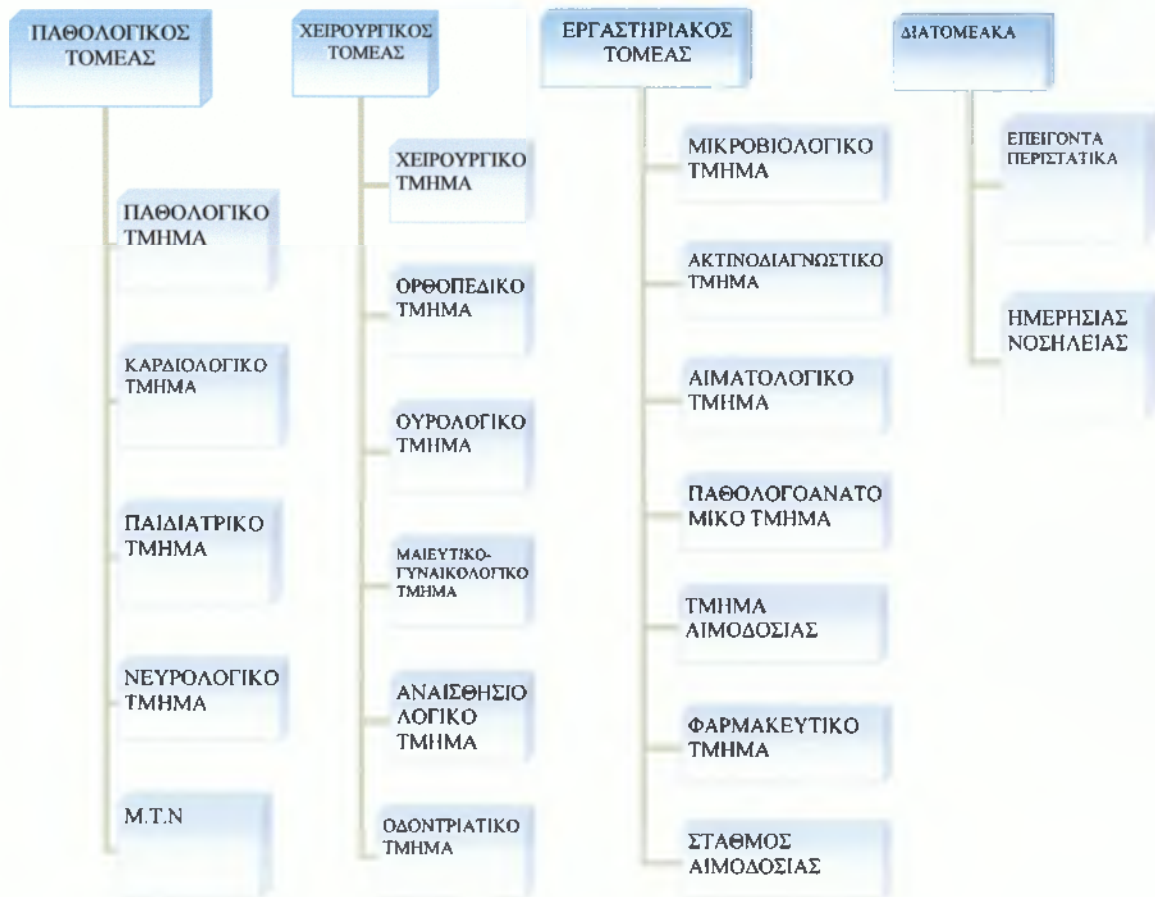 ΠΑΘΟΛΟΓΙΚΟΣ
ΤΟΜΕΑΣ
ΠΑΘΟΛΟΓΙΚΟ
ΤΜΗΜΑ
ΚΑΡΔΙΟΛΟΓΙΚΟ
ΤΜΗΜΑ
ΠΑΙΔΙΑΤΡΙΚΟ
ΤΜΗΜΑ
ΝΕΥΡΟΛΟΓΙΚΟ
ΤΜΗΜΑ
Μ.Τ.Ν
ΧΕΙΡΟΥΡΓΙΚΟΣ
ΤΟΜΕΑΣ
ΧΕΙΡΟΥΡΓΙΚΟ
ΤΜΗΜΑ
ΟΡΘΟΠΕΔΙΚΟ
ΤΜΗΜΑ
ΟΥΡΟΛΟΓΙΚΟ
ΤΜΗΜΑ
ΜΑΙΕΥΤΙΚΟ-
ΓΥΝΑΙΚΟΛΟΓΙΚΟ
ΤΜΗΜΑ
ΑΝΑΙΣΘΗΣΙΟ
ΛΟΓΙΚΟ
ΤΜΗΜΑ
ΟΔΟΝΤΡΙΑΤΙΚΟ
ΤΜΗΜΑ
ΕΡΓΑΣΤΗΡΙΑΚΟΣ
ΤΟΜΕΑΣ
ΜΙΚΡΟΒΙΟΛΟΓΙΚΟ
ΤΜΗΜΑ
ΑΚΤΙΝΟΔΙΑΓΝΩΣΤΙΚΟ
ΤΜΗΜΑ
ΑΙΜΑΤΟΛΟΓΙΚΟ
ΤΜΗΜΑ
ΠΑΘΟΛΟΓΟΑΝΑΤΟ
ΜΙΚΟ ΤΜΗΜΑ
ΤΜΗΜΑ
ΑΙΜΟΔΟΣΙΑΣ
ΦΑΡΜΑΚΕΥΤΙΚΟ
ΤΜΗΜΑ
ΣΤΑΘΜΟΣ
ΑΙΜΟΔΟΣΙΑΣ
ΔΙΑΤΟΜΕΑΚΑ
ΕΠΕΙΓΟΝΤΑ
ΠΕΡΙΣΤΑΤΙΚΑ
ΗΜΕΡΗΣΙΑΣ
ΝΟΣΗΛΕΙΑΣ